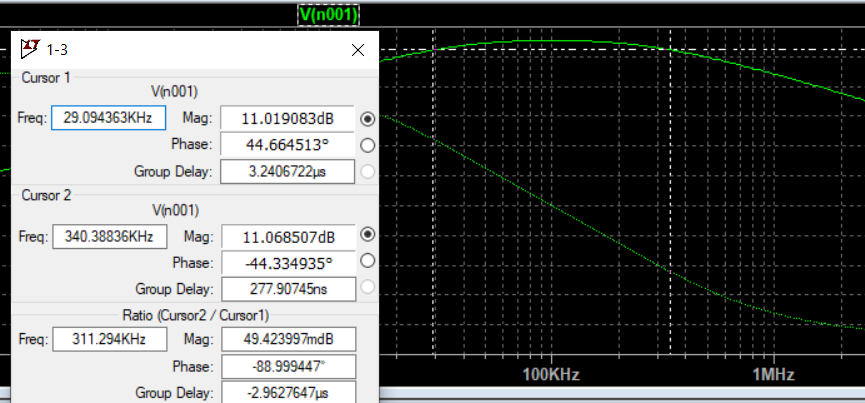 V(n001)
1-3
Cursor 1
V(n001)
Freq: 29.094363KHz Mag: 11.019083dB
Phase: 44.664513°
Group Delay: 3.2406722µs
Cursor 2
V(n001)
Freq: 340.38836KHz Mag: 11.068507dB
Phase: -44.334935°
Group Delay: 277.90745ns
Ratio (Cursor2 / Cursor1)
Freq: 311.294KHz Mag: 49.423997mdB
Phase: -88.999447°
Group Delay: -2.9627647µs
100KHz 1MHz